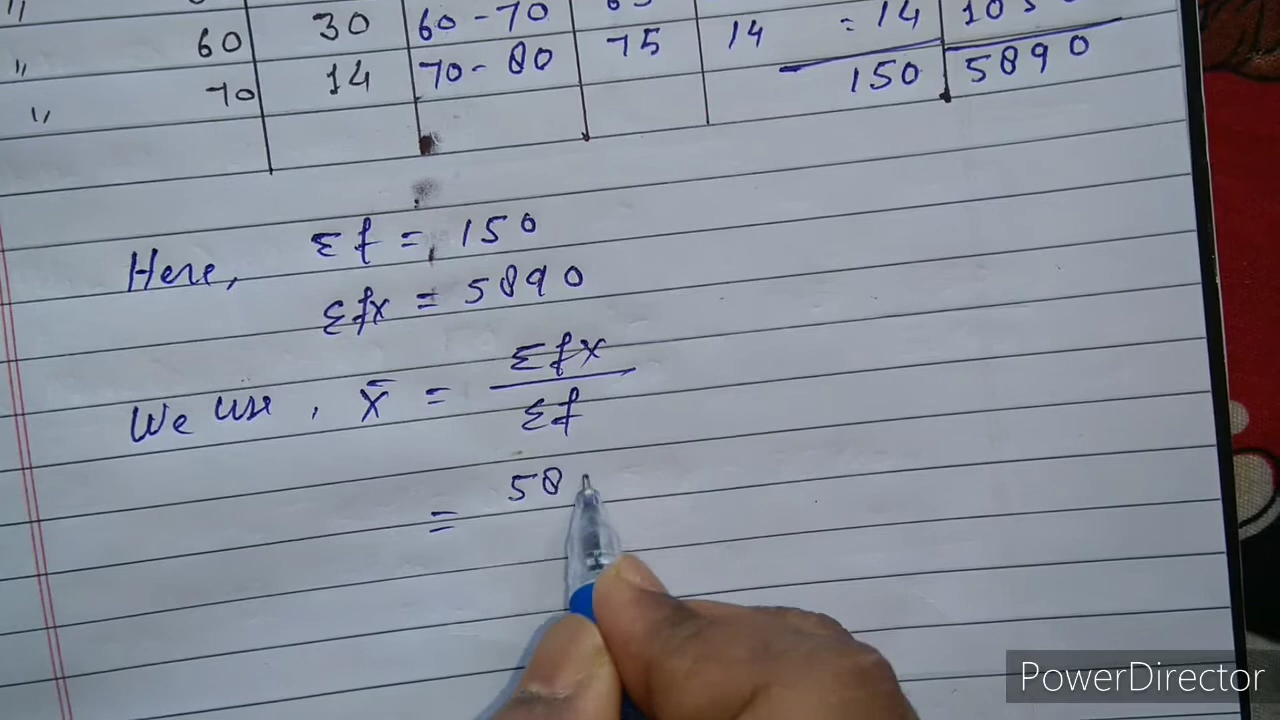 60 30 60-70 = 14
〃 70 14 70-80 75 14 150 5890
〃
Here, Σf = 150
Σfx = 5890
We use, x̄ = Σfx
Σf
= 58
PowerDirector